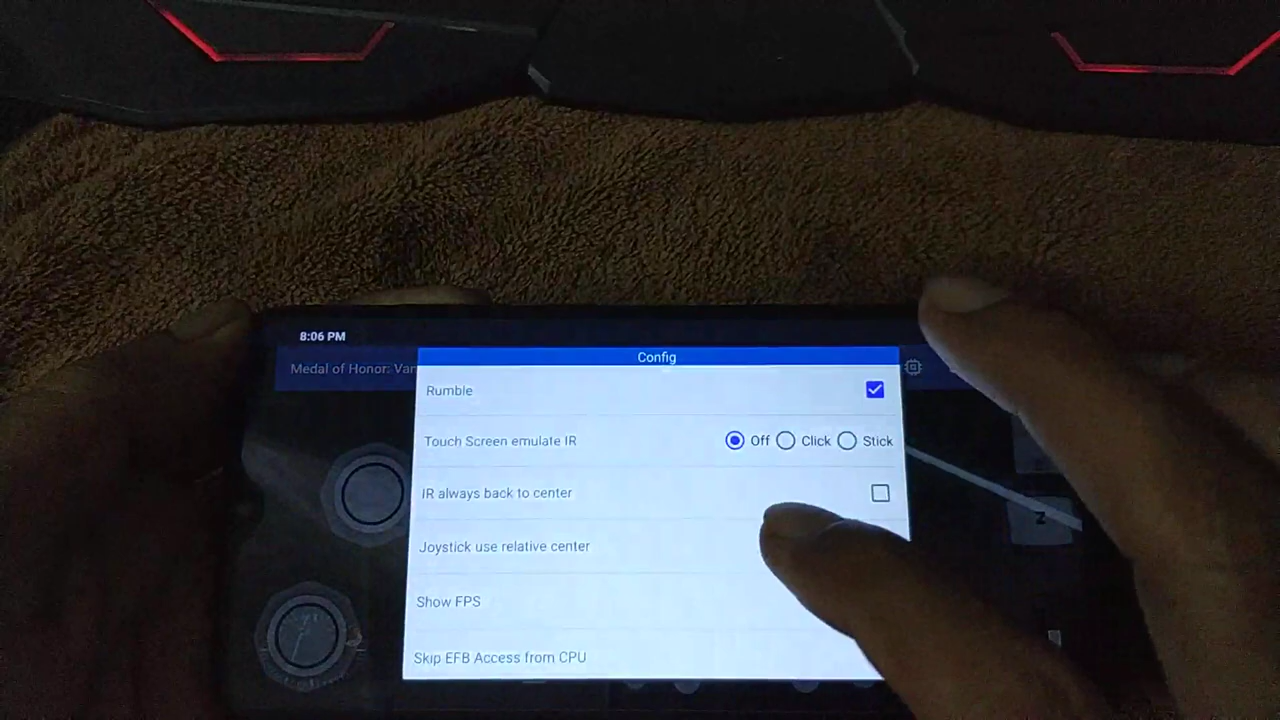 8:06 PM
Medal of Honor: Van
Config
Rumble
Touch Screen emulate IR
Off
Click
Stick
IR always back to center
Joystick use relative center
Show FPS
Skip EFB Access from CPU
Z